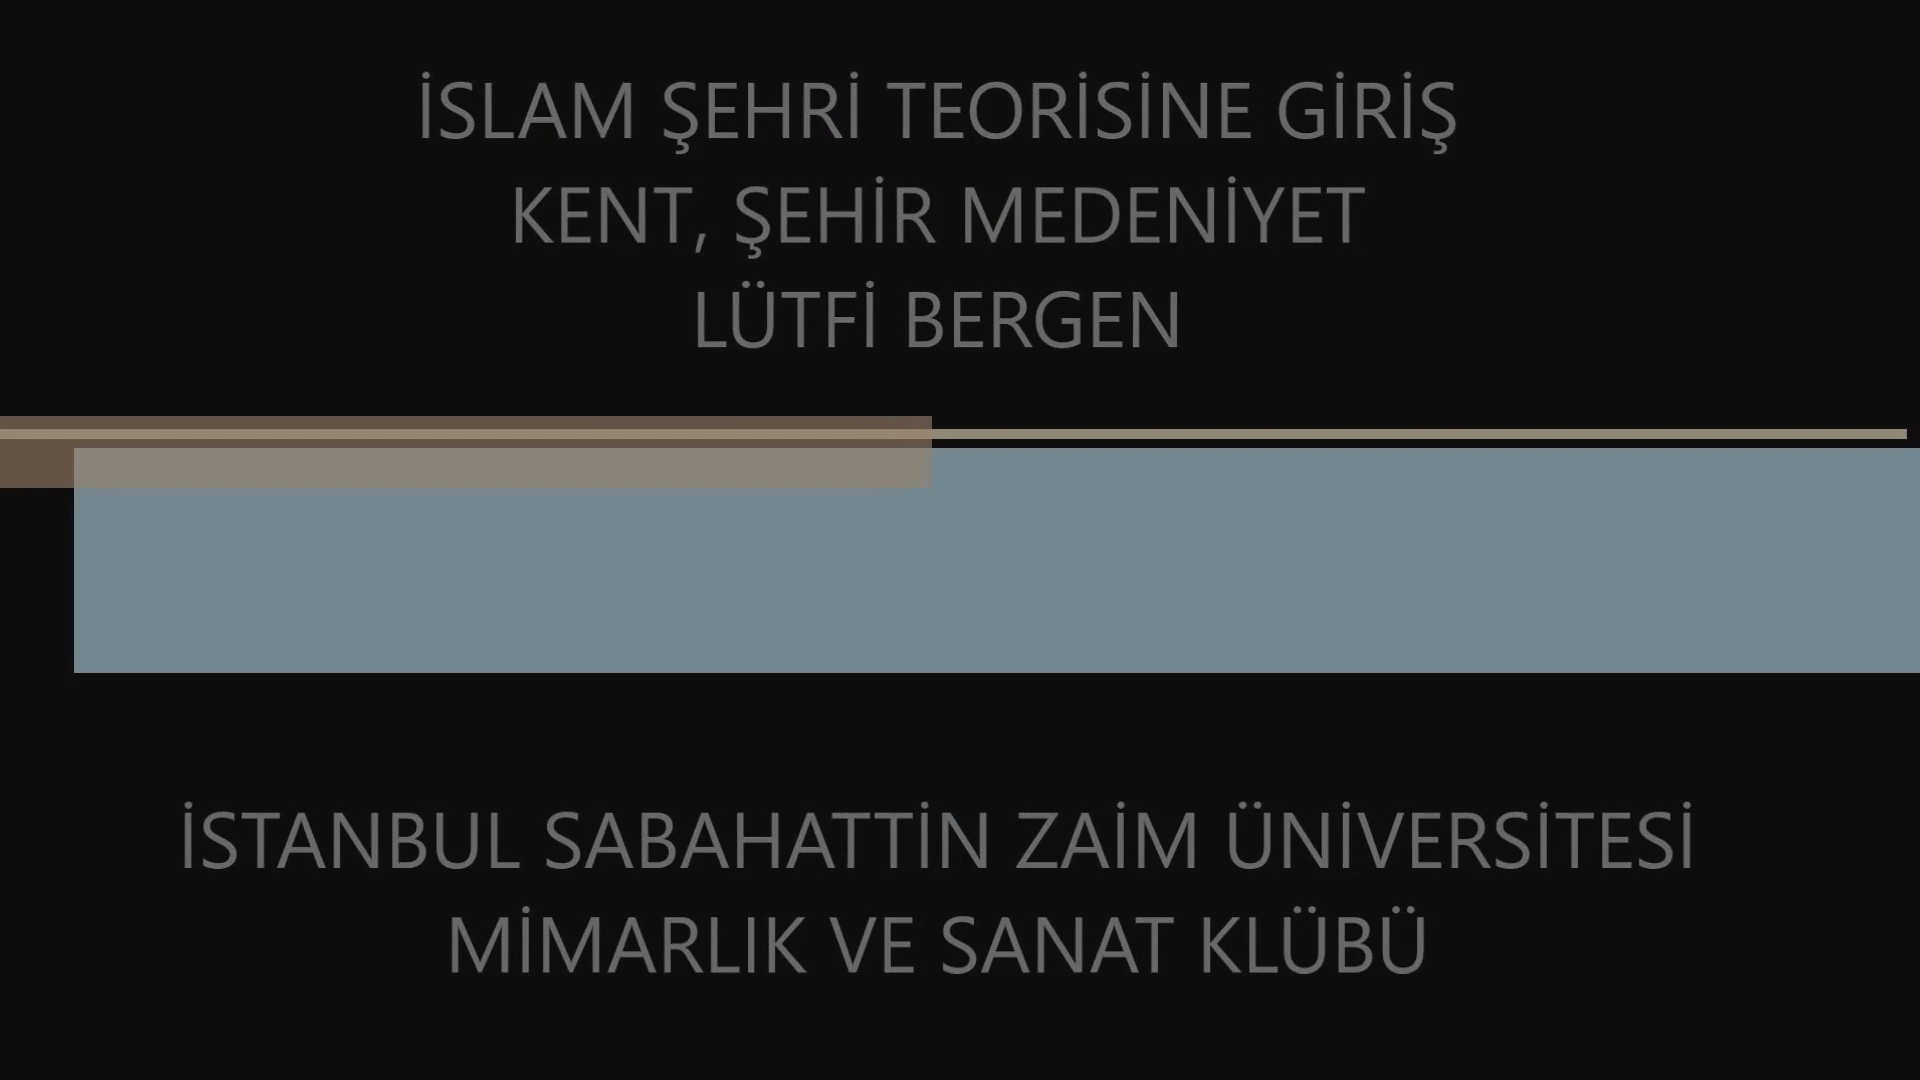 İSLAM ŞEHRİ TEORİSİNE GİRİŞ
KENT, ŞEHİR MEDENİYET
LÜTFİ BERGEN
İSTANBUL SABAHATTİN ZAİM ÜNİVERSİTESİ
MİMARLIK VE SANAT KLÜBÜ